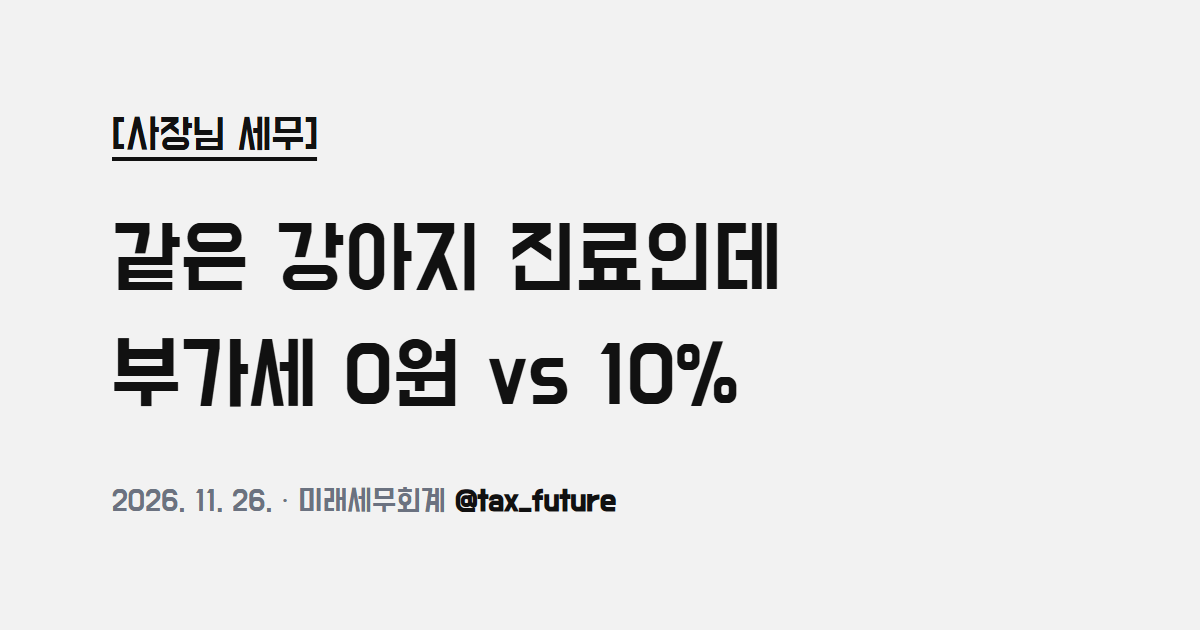 [사장님 세무]
같은 강아지 진료인데
부가세 0원 vs 10%
2026. 11. 26. · 미래세무회계 @tax_future